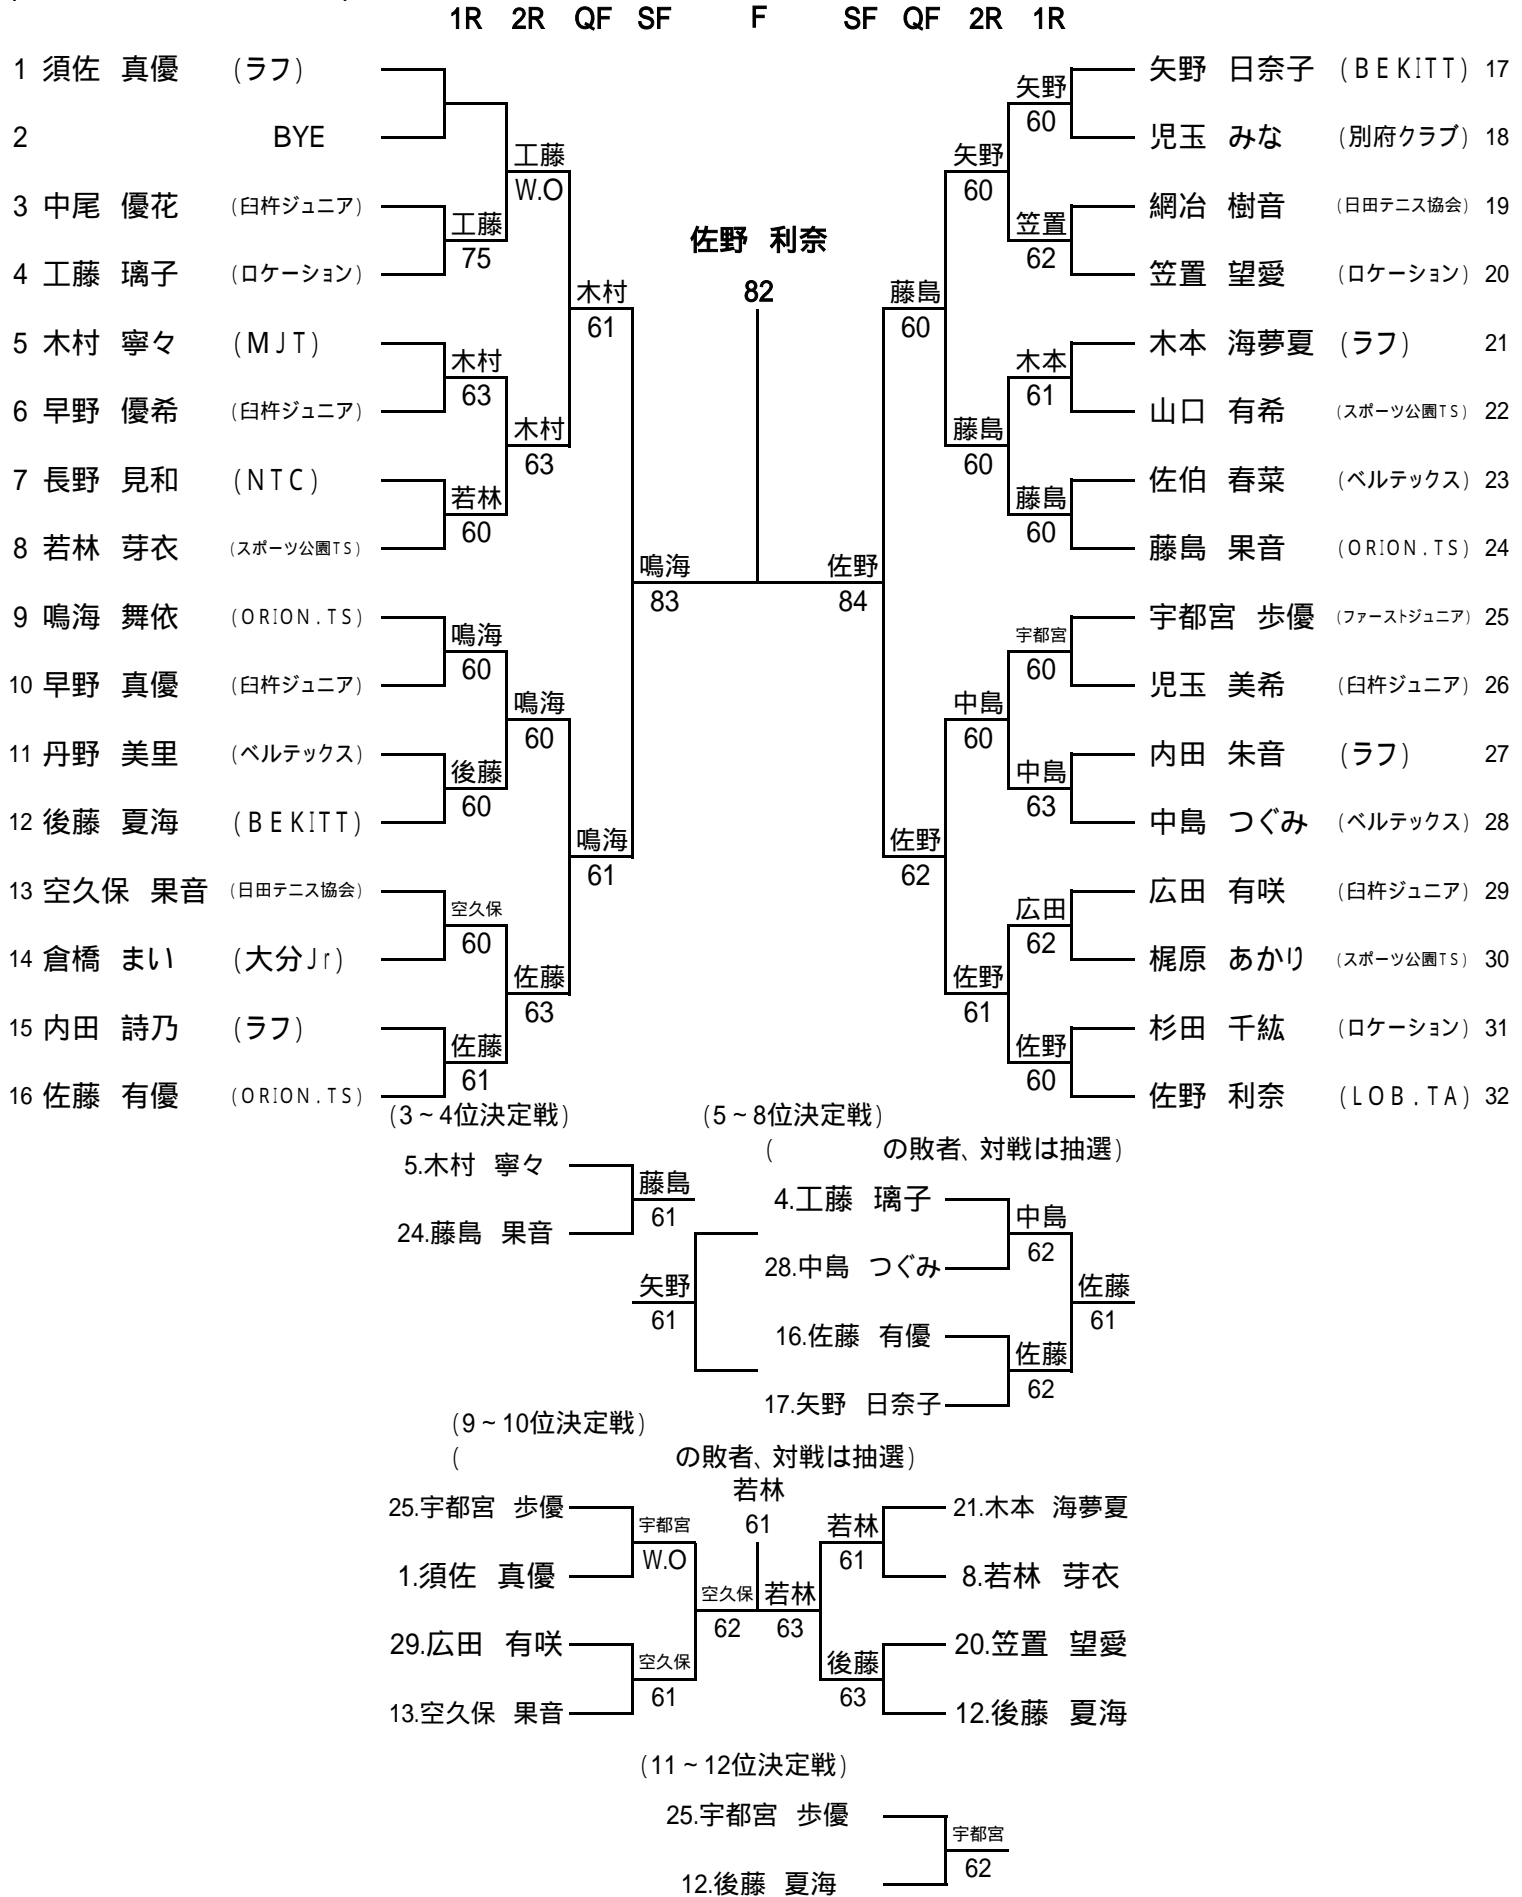 1R 2R QF SF F SF QF 2R 1R
1 須佐 真優 (ラフ) 矢野 日奈子 (BEKITT) 17
矢野
60
2 BYE 児玉 みな (別府クラブ) 18
工藤 矢野
W.O 60
3 中尾 優花 (臼杵ジュニア) 網冶 樹音 (日田テニス協会) 19
工藤 笠置
佐野 利奈
75 62
4 工藤 璃子 (ロケーション) 笠置 望愛 (ロケーション) 20
木村 82 藤島
61 60
5 木村 寧々 (MJT) 木本 海夢夏 (ラフ) 21
木村 木本
63 61
6 早野 優希 (臼杵ジュニア) 山口 有希 (スポーツ公園TS) 22
木村 藤島
63 60
7 長野 見和 (NTC) 佐伯 春菜 (ベルテックス) 23
若林 藤島
60 60
8 若林 芽衣 (スポーツ公園TS) 藤島 果音 (ORION.TS) 24
鳴海 佐野
83 84
9 鳴海 舞依 (ORION.TS) 宇都宮 歩優 (ファーストジュニア) 25
鳴海 宇都宮
60 60
10 早野 真優 (臼杵ジュニア) 児玉 美希 (臼杵ジュニア) 26
鳴海 中島
60 60
11 丹野 美里 (ベルテックス) 内田 朱音 (ラフ) 27
後藤 中島
60 63
12 後藤 夏海 (BEKITT) 中島 つぐみ (ベルテックス) 28
鳴海 佐野
61 62
13 空久保 果音 (日田テニス協会) 広田 有咲 (臼杵ジュニア) 29
空久保 広田
60 62
14 倉橋 まい (大分Jr) 梶原 あかり (スポーツ公園TS) 30
佐藤 佐野
63 61
15 内田 詩乃 (ラフ) 杉田 千紘 (ロケーション) 31
佐藤 佐野
61 60
16 佐藤 有優 (ORION.TS) 佐野 利奈 (LOB.TA) 32
(3~4位決定戦) (5~8位決定戦)
( の敗者、対戦は抽選)
5.木村 寧々
藤島 4.工藤 璃子
61 中島
24.藤島 果音 62
28.中島 つぐみ
矢野 佐藤
61 61
16.佐藤 有優
佐藤
62
17.矢野 日奈子
(9~10位決定戦)
( の敗者、対戦は抽選)
若林
25.宇都宮 歩優 21.木本 海夢夏
宇都宮 61 若林
W.O 61
1.須佐 真優 8.若林 芽衣
空久保 若林
62 63
29.広田 有咲 20.笠置 望愛
空久保 後藤
61 63
13.空久保 果音 12.後藤 夏海
(11~12位決定戦)
25.宇都宮 歩優
宇都宮
62
12.後藤 夏海